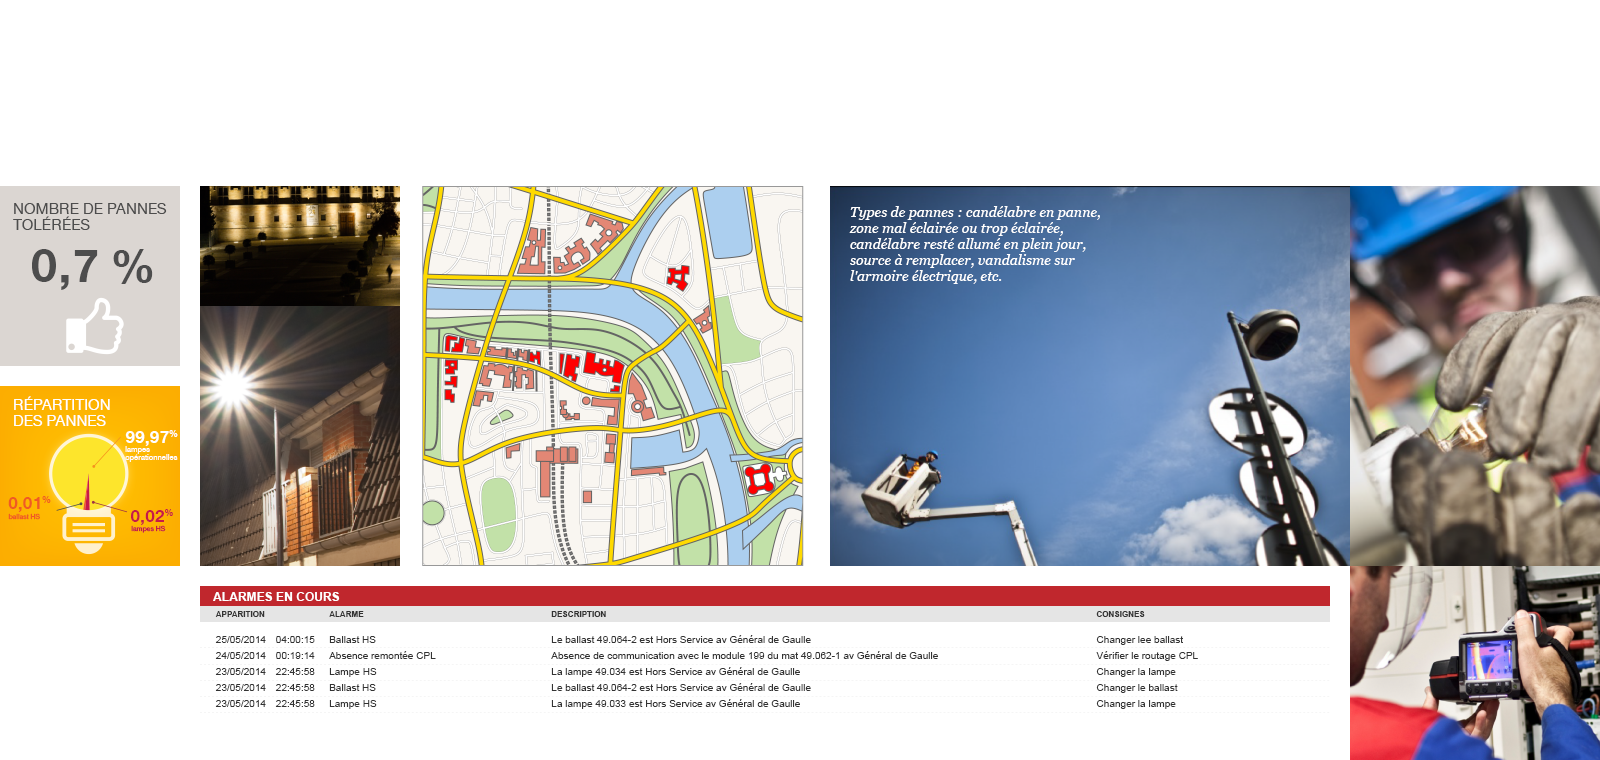 NOMBRE DE PANNES
TOLÉRÉES
0,7 %
RÉPARTITION
DES PANNES
99,97%
lampes
opérationnelles
0,01%
ballast HS
0,02%
lampes HS
Types de pannes : candélabre en panne,
zone mal éclairée ou trop éclairée,
candélabre resté allumé en plein jour,
source à remplacer, vandalisme sur
l'armoire électrique, etc.
ALARMES EN COURS
APPARITION ALARME DESCRIPTION CONSIGNES
25/05/2014 04:00:15 Ballast HS Le ballast 49.064-2 est Hors Service av Général de Gaulle Changer lee ballast
24/05/2014 00:19:14 Absence remontée CPL Absence de communication avec le module 199 du mat 49.062-1 av Général de Gaulle Vérifier le routage CPL
23/05/2014 22:45:58 Lampe HS La lampe 49.034 est Hors Service av Général de Gaulle Changer la lampe
23/05/2014 22:45:58 Ballast HS Le ballast 49.064-2 est Hors Service av Général de Gaulle Changer le ballast
23/05/2014 22:45:58 Lampe HS La lampe 49.033 est Hors Service av Général de Gaulle Changer la lampe